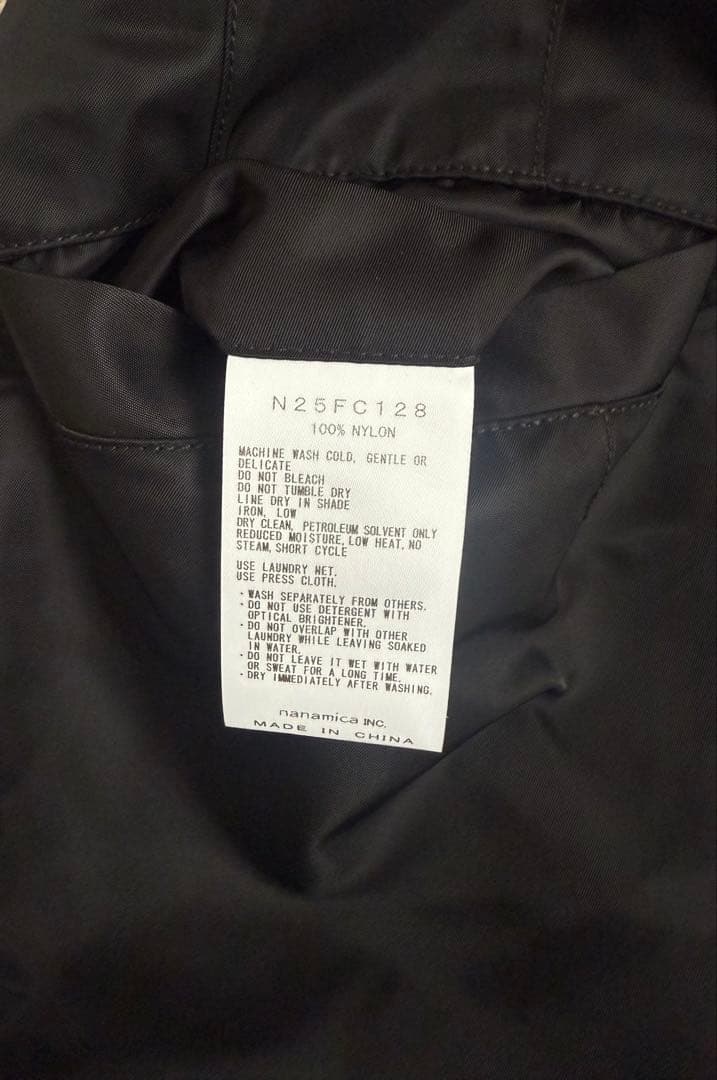 N25FC128
100% NYLON
MACHINE WASH COLD, GENTLE OR
DELICATE
DO NOT BLEACH
DO NOT TUMBLE DRY
LINE DRY IN SHADE
IRON, LOW
DRY CLEAN, PETROLEUM SOLVENT ONLY
REDUCED MOISTURE, LOW HEAT, NO
STEAM, SHORT CYCLE
USE LAUNDRY NET.
USE PRESS CLOTH.
・WASH SEPARATELY FROM OTHERS.
・DO NOT USE DETERGENT WITH
OPTICAL BRIGHTENER.
・DO NOT OVERLAP WITH OTHER
LAUNDRY WHILE LEAVING SOAKED
IN WATER.
・DO NOT LEAVE IT WET WITH WATER
OR SWEAT FOR A LONG TIME.
・DRY IMMEDIATELY AFTER WASHING.
nanamica INC.
MADE IN CHINA